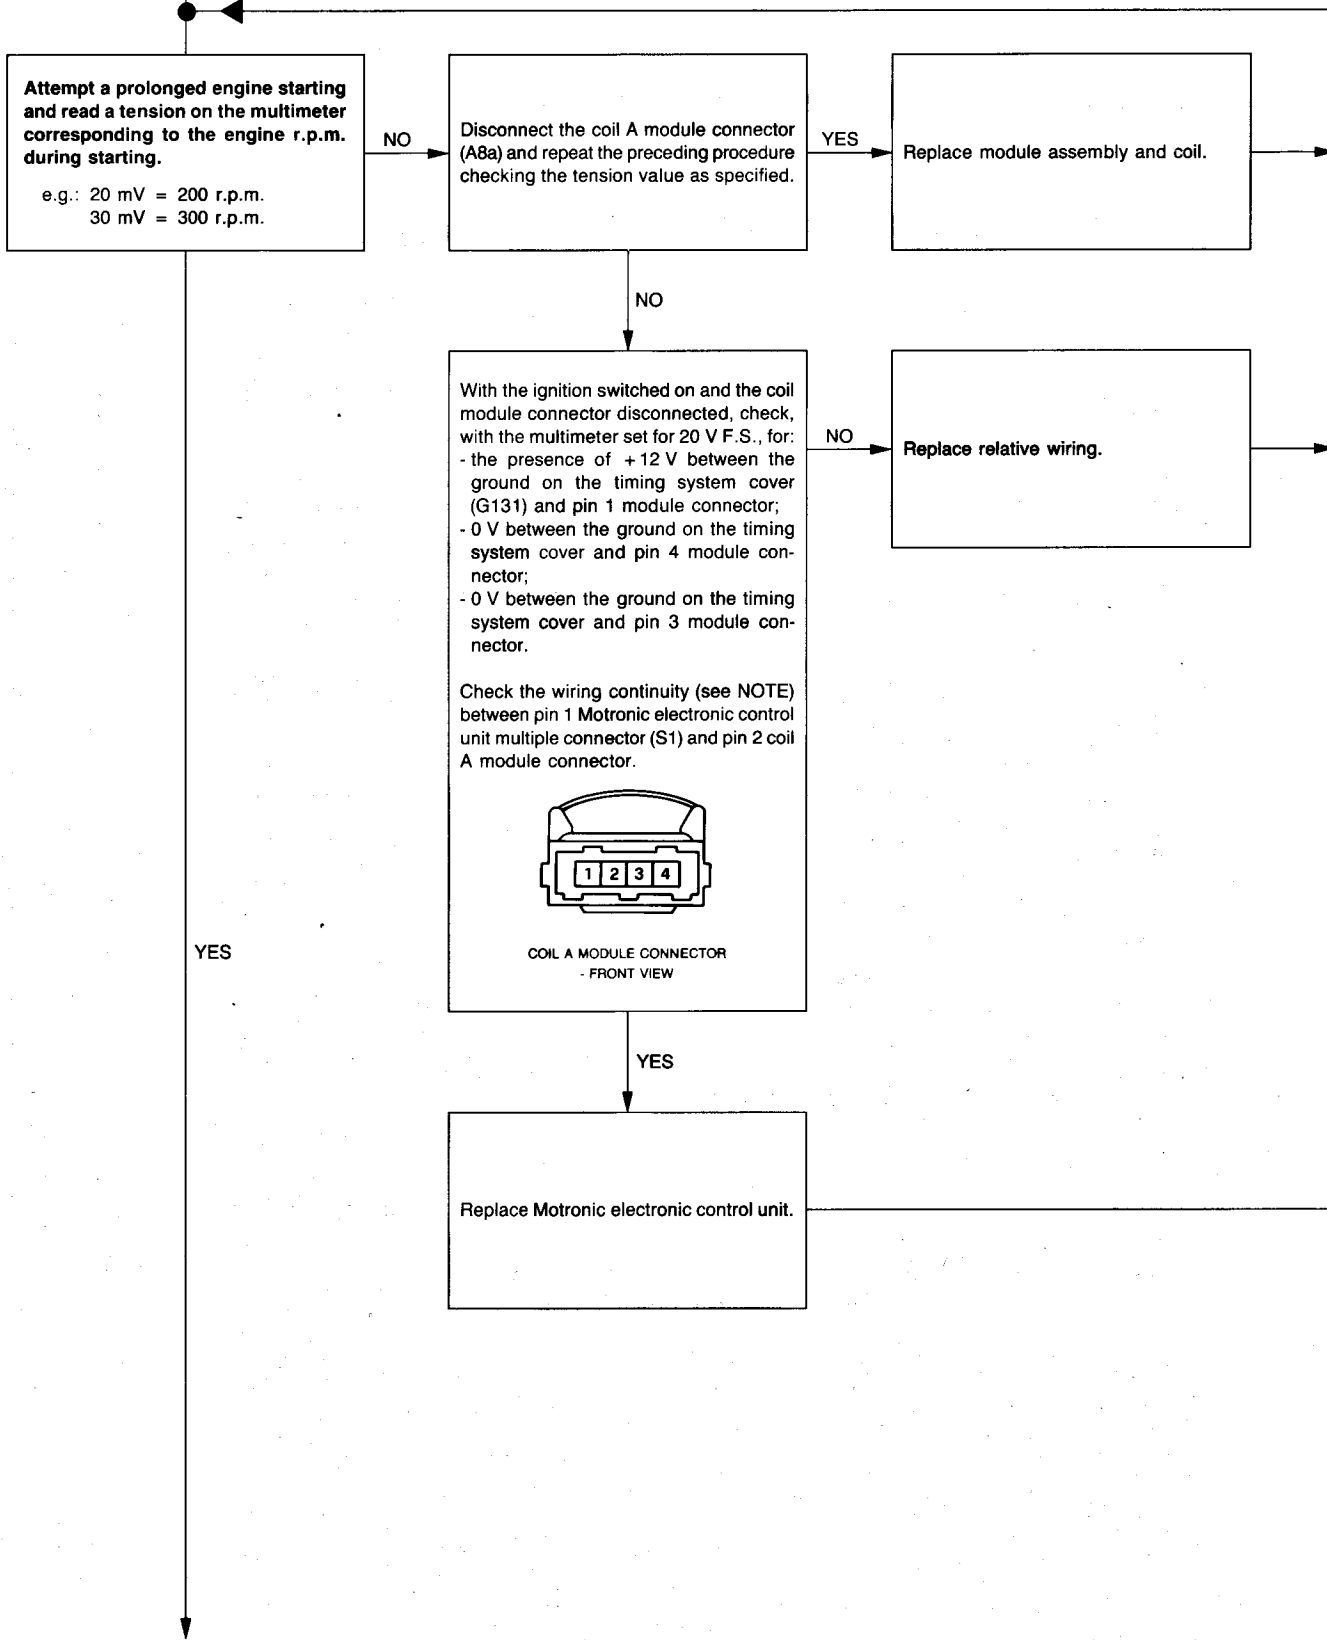 Attempt a prolonged engine starting
and read a tension on the multimeter
corresponding to the engine r.p.m.
during starting.
e.g.: 20 mV = 200 r.p.m.
30 mV = 300 r.p.m.
NO
Disconnect the coil A module connector
(A8a) and repeat the preceding procedure
checking the tension value as specified.
YES
Replace module assembly and coil.
NO
With the ignition switched on and the coil
module connector disconnected, check,
with the multimeter set for 20 V F.S., for:
- the presence of +12 V between the
ground on the timing system cover
(G131) and pin 1 module connector;
- 0 V between the ground on the timing
system cover and pin 4 module con-
nector;
- 0 V between the ground on the timing
system cover and pin 3 module con-
nector.
Check the wiring continuity (see NOTE)
between pin 1 Motronic electronic control
unit multiple connector (S1) and pin 2 coil
A module connector.
1 2 3 4
COIL A MODULE CONNECTOR
- FRONT VIEW
NO
Replace relative wiring.
YES
YES
Replace Motronic electronic control unit.